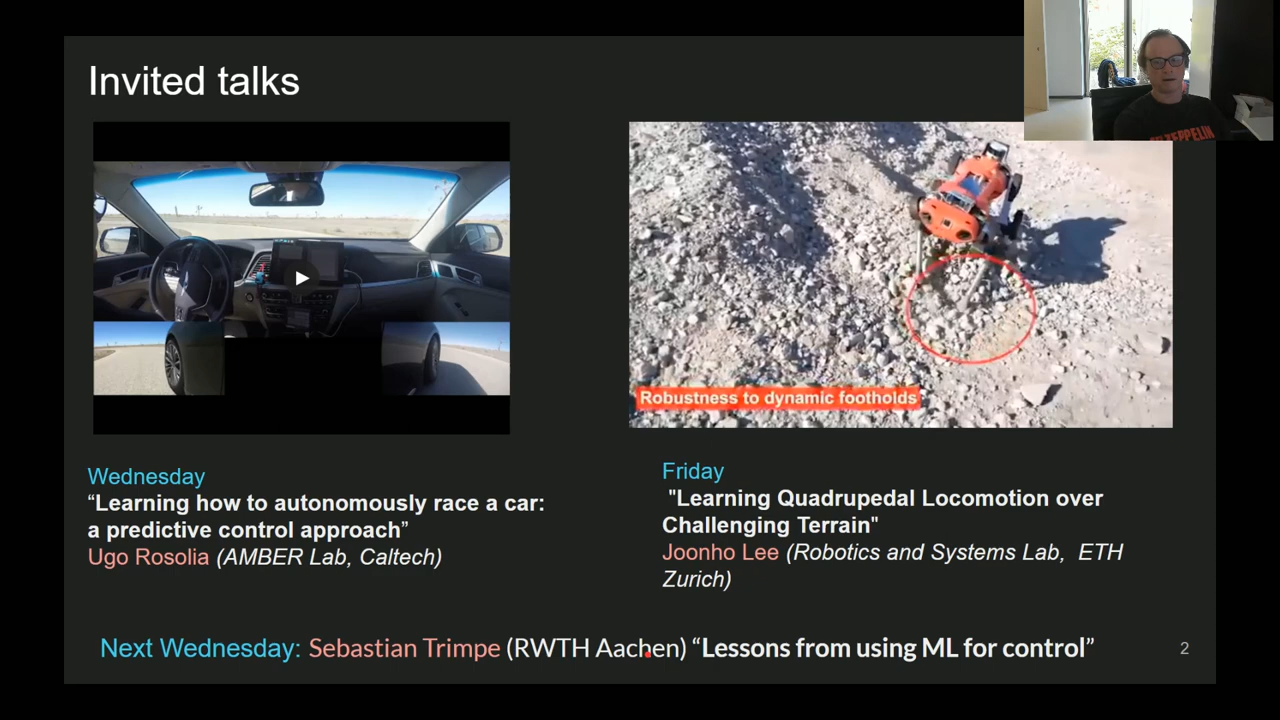 Invited talks
ZEPPELIN
Robustness to dynamic footholds
Wednesday
“Learning how to autonomously race a car:
a predictive control approach”
Ugo Rosolia (AMBER Lab, Caltech)
Friday
"Learning Quadrupedal Locomotion over
Challenging Terrain"
Joonho Lee (Robotics and Systems Lab, ETH
Zurich)
Next Wednesday: Sebastian Trimpe (RWTH Aachen) “Lessons from using ML for control”
2